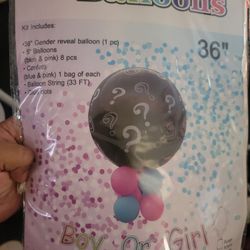 Balloons
Kit Includes:
-36" Gender reveal balloon (1 pc)
- 5" Balloons
(blue & pink) 8 pcs
- Confetti
(blue & pink) 1 bag of each
- Balloon String (33 FT)
36"
?
Boy Or Girl